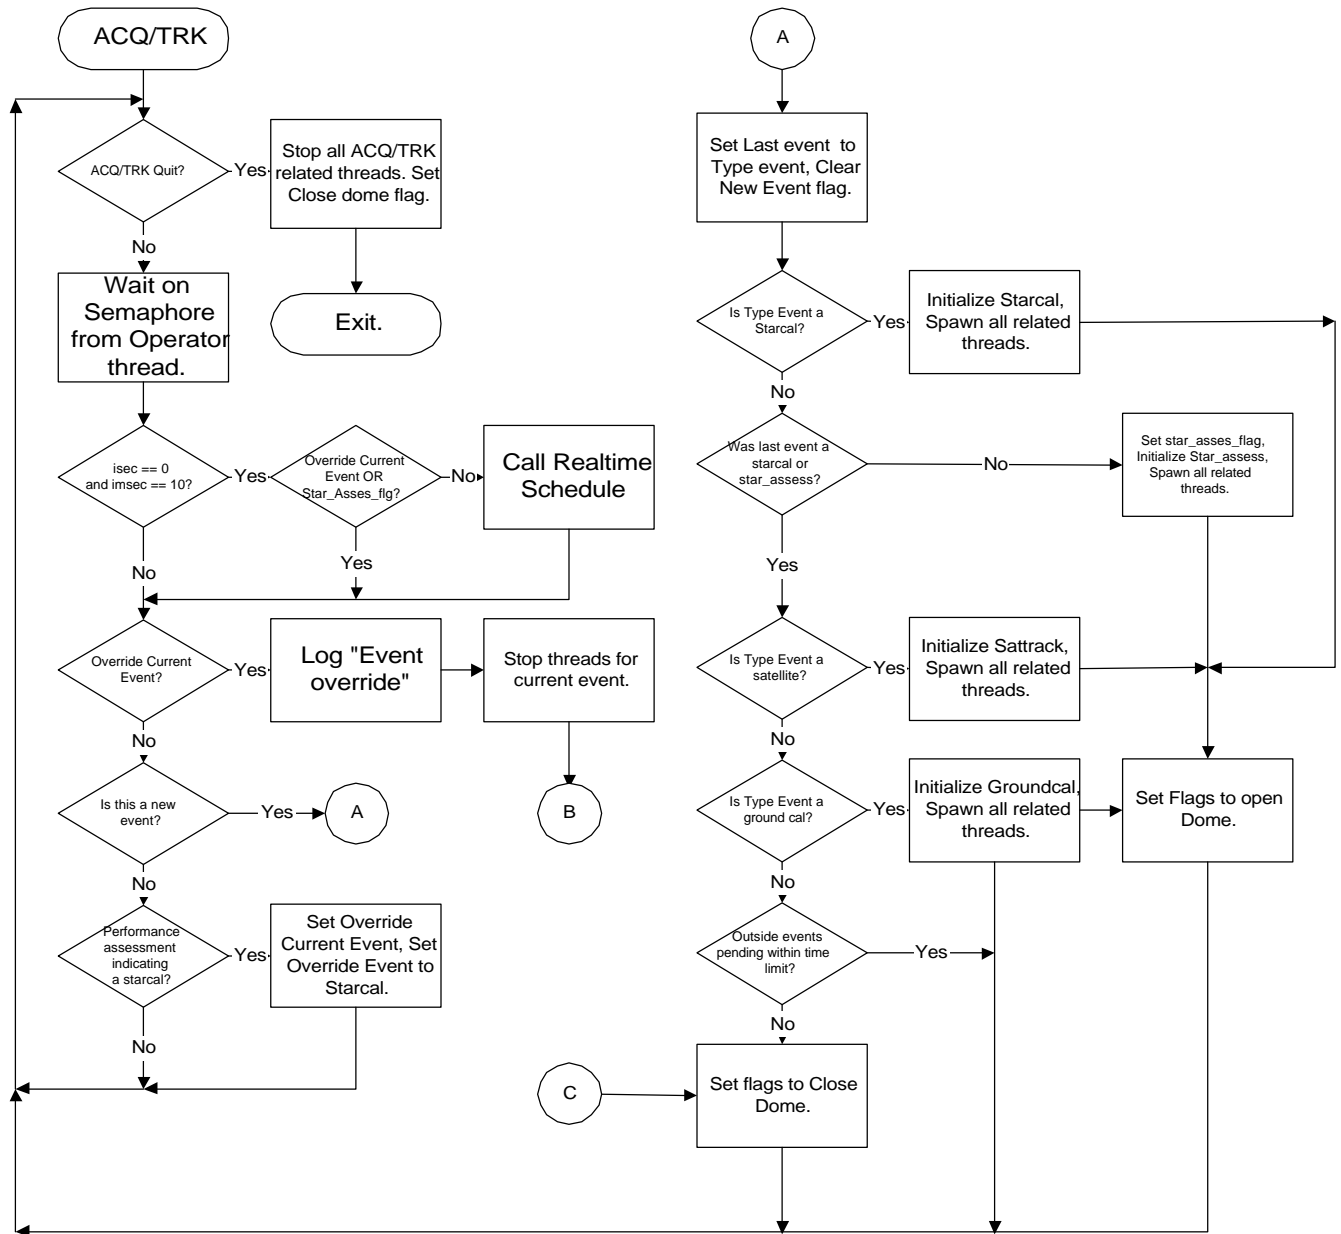 ACQ/TRK
ACQ/TRK Quit?
Yes
Stop all ACQ/TRK
related threads. Set
Close dome flag.
No
Exit.
Wait on
Semaphore
from Operator
thread.
isec == 0
and imsec == 10?
Yes
Override Current
Event OR
Star_Asses_flg?
No
Call Realtime
Schedule
Yes
No
Override Current
Event?
Yes
Log "Event
override"
Stop threads for
current event.
B
No
Is this a new
event?
Yes
A
No
Performance
assessment
indicating
a starcal?
Yes
Set Override
Current Event, Set
Override Event to
Starcal.
No
A
Set Last event to
Type event, Clear
New Event flag.
Is Type Event a
Starcal?
Yes
Initialize Starcal,
Spawn all related
threads.
No
Was last event a
starcal or
star_assess?
No
Set star_asses_flag,
Initialize Star_assess,
Spawn all related
threads.
Yes
Is Type Event a
satellite?
Yes
Initialize Sattrack,
Spawn all related
threads.
No
Is Type Event a
ground cal?
Yes
Initialize Groundcal,
Spawn all related
threads.
Set Flags to open
Dome.
No
Outside events
pending within time
limit?
Yes
No
C
Set flags to Close
Dome.